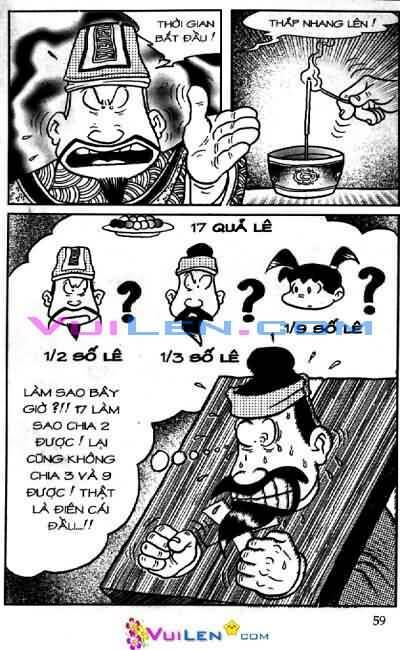 THỜI GIAN
BẮT ĐẦU!
THẮP NHANG LÊN!
17 QUẢ LÊ
?
?
?
1/2 SỐ LÊ
1/3 SỐ LÊ
1/9 SỐ LÊ
VUILEN.COM
LÀM SAO BÂY
GIỜ?!! 17 LÀM
SAO CHIA 2
ĐƯỢC! LẠI
CŨNG KHÔNG
CHIA 3 VÀ 9
ĐƯỢC! THẬT
LÀ ĐIÊN CÁI
ĐẦU...!!
59
VUILEN.COM